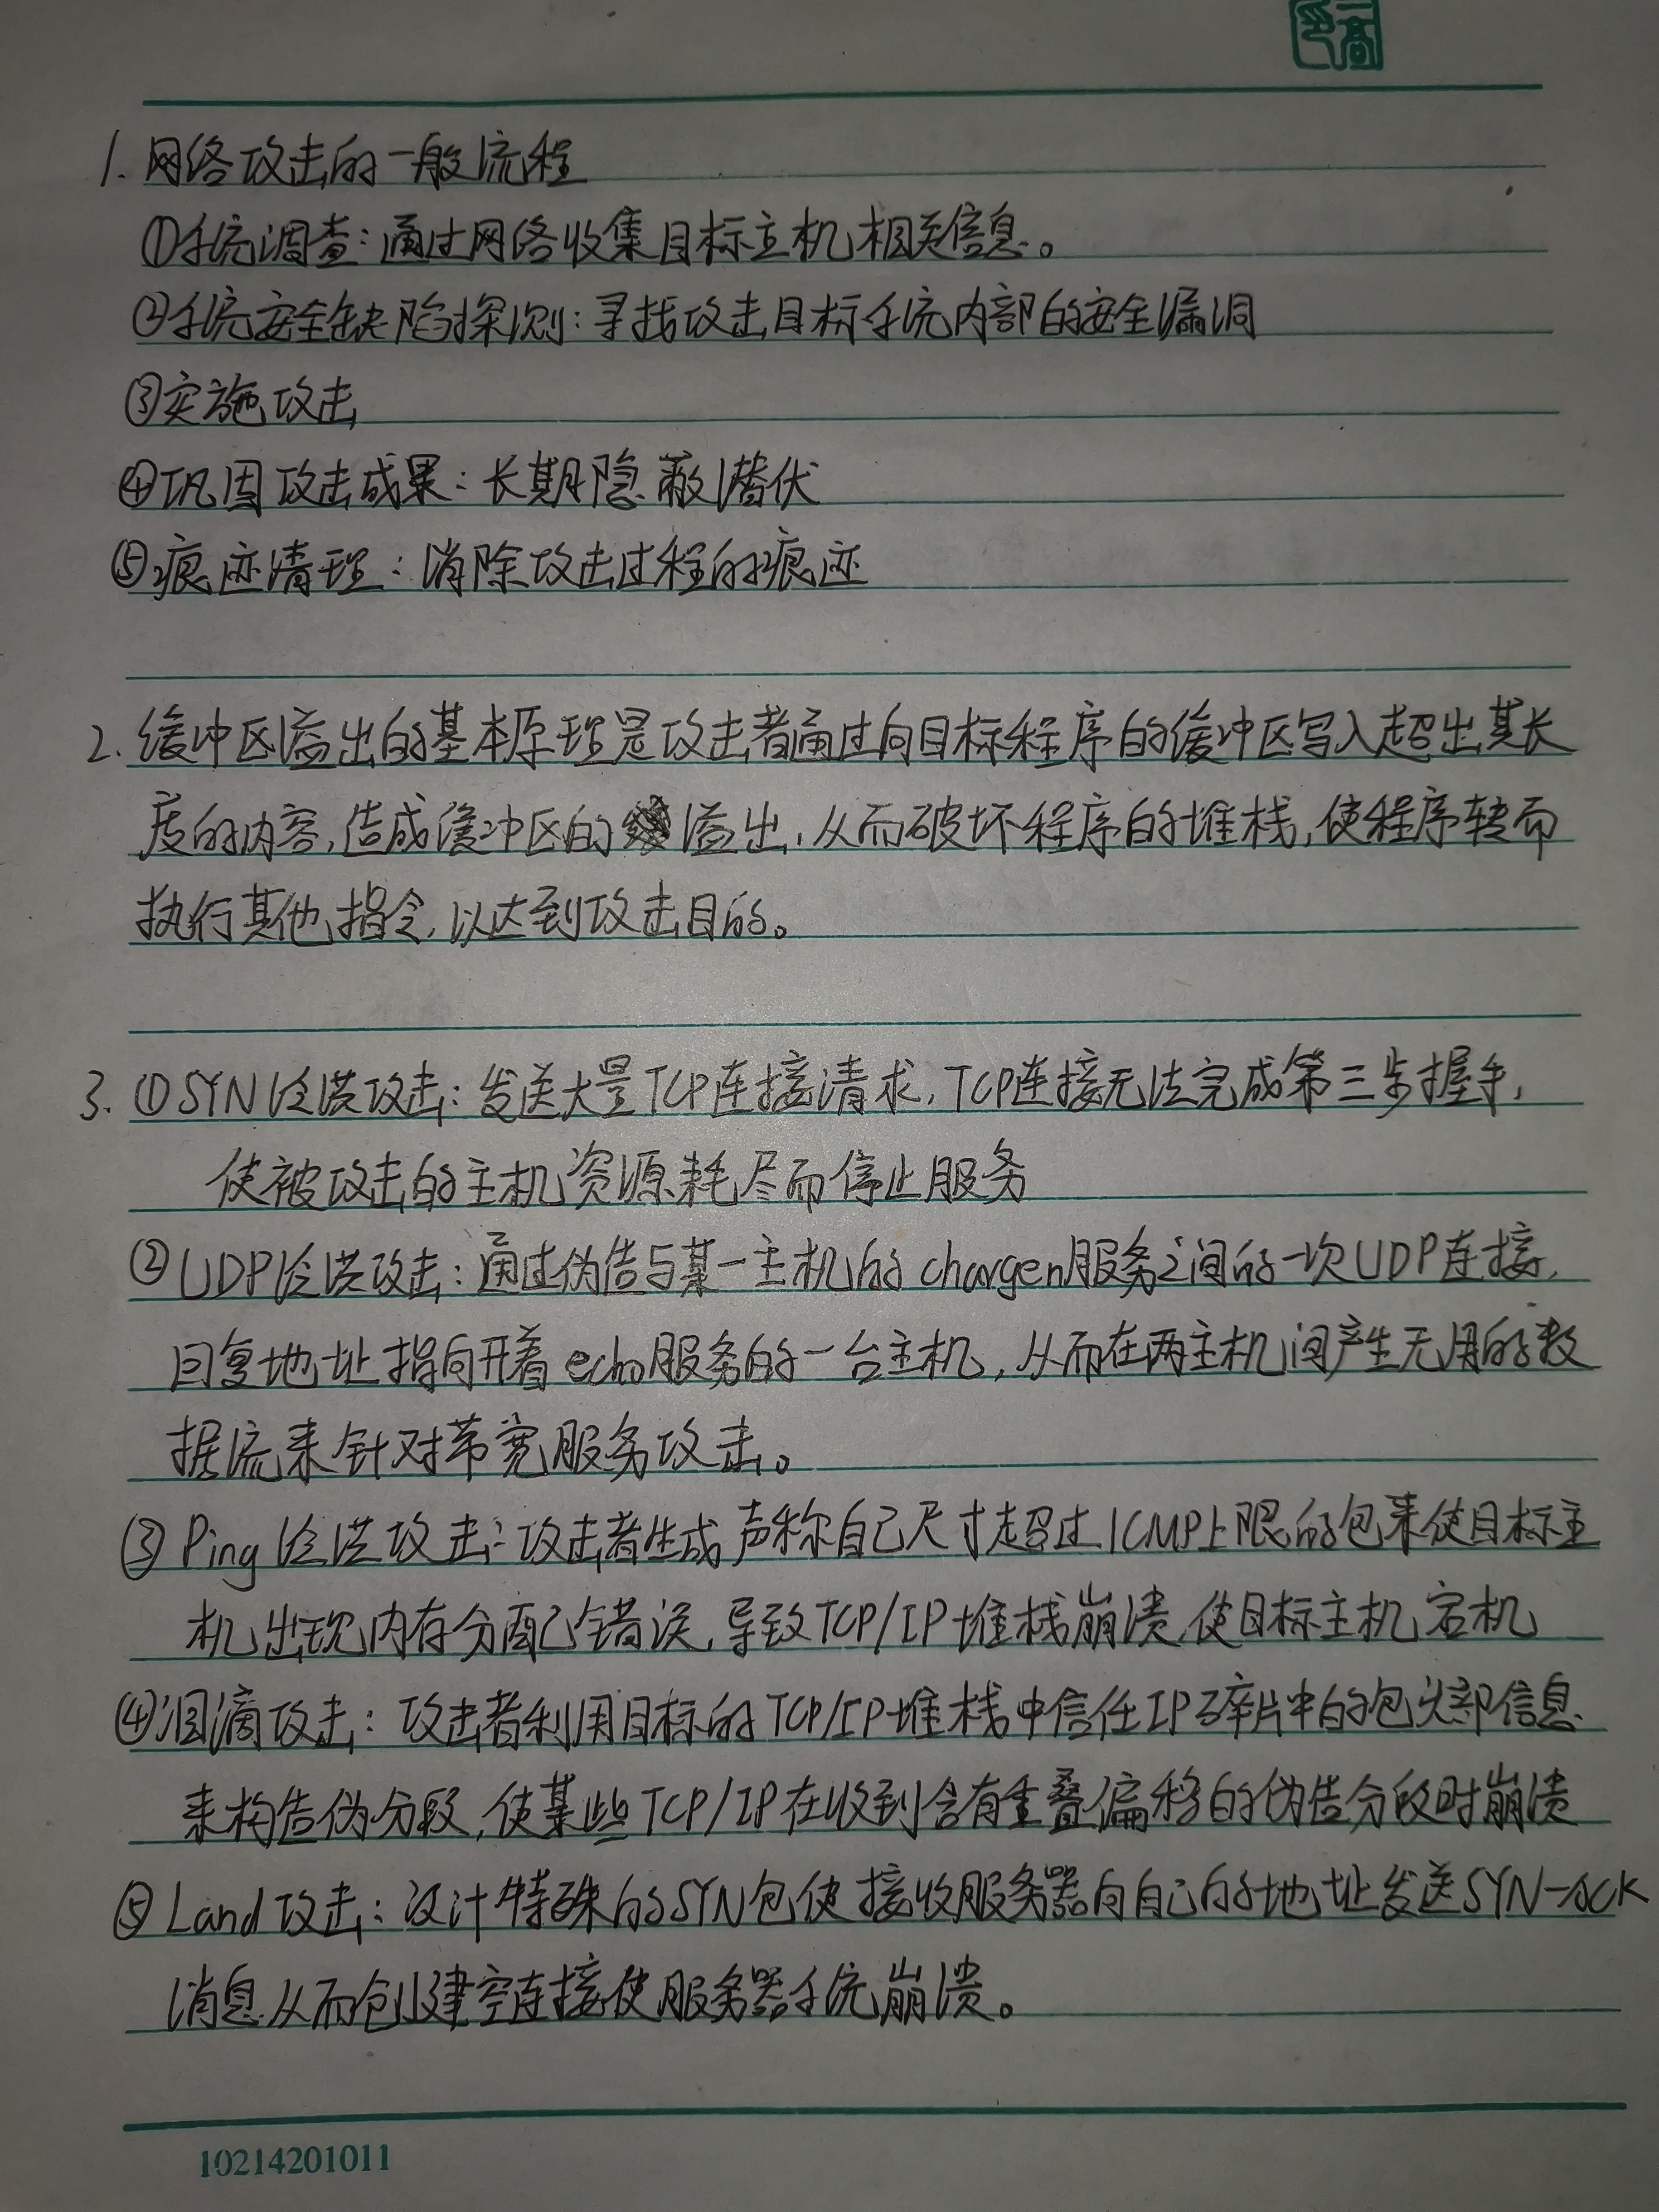 1. 网络攻击的一般流程
①系统调查：通过网络收集目标主机相关信息。
②系统安全缺陷探测：寻找攻击目标系统内部的安全漏洞
③实施攻击
④巩固攻击成果：长期隐蔽潜伏
⑤痕迹清理：消除攻击过程的痕迹
2. 缓冲区溢出的基本原理是攻击者通过向目标程序的缓冲区写入超出其长
度的内容，造成缓冲区的溢出，从而破坏程序的堆栈，使程序转而
执行其他指令，以达到攻击目的。
3. ①SYN洪泛攻击：发送大量TCP连接请求，TCP连接无法完成第三步握手，
使被攻击的主机资源耗尽而停止服务
②UDP洪泛攻击：通过伪造与某一主机的chargen服务之间的一次UDP连接，
回复地址指向开着echo服务的一台主机，从而在两主机间产生无用的数
据流来针对带宽服务攻击。
③Ping洪泛攻击：攻击者生成声称自己尺寸超过ICMP上限的包来使目标主
机出现内存分配错误，导致TCP/IP堆栈崩溃，使目标主机宕机
④泪滴攻击：攻击者利用目标的TCP/IP堆栈中信任IP碎片中的包头部信息
来构造伪分段，使某些TCP/IP在收到含有重叠偏移的伪造分段时崩溃
⑤Land攻击：设计特殊的SYN包使接收服务器向自己的地址发送SYN-ACK
消息，从而创建空连接使服务器系统崩溃。
10214201011